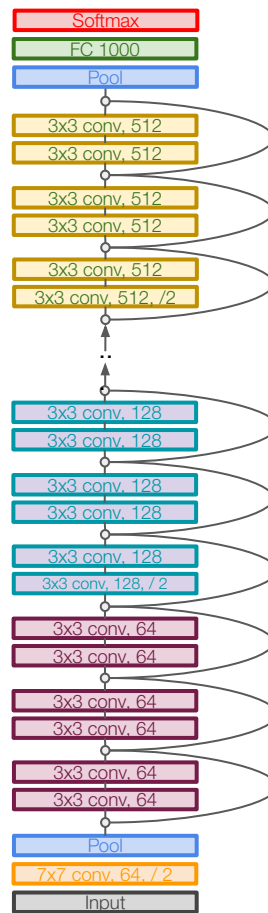 Softmax
FC 1000
Pool
3x3 conv, 512
3x3 conv, 512
3x3 conv, 512
3x3 conv, 512
3x3 conv, 512
3x3 conv, 512, /2
..
3x3 conv, 128
3x3 conv, 128
3x3 conv, 128
3x3 conv, 128
3x3 conv, 128
3x3 conv, 128, / 2
3x3 conv, 64
3x3 conv, 64
3x3 conv, 64
3x3 conv, 64
3x3 conv, 64
3x3 conv, 64
Pool
7x7 conv, 64, / 2
Input